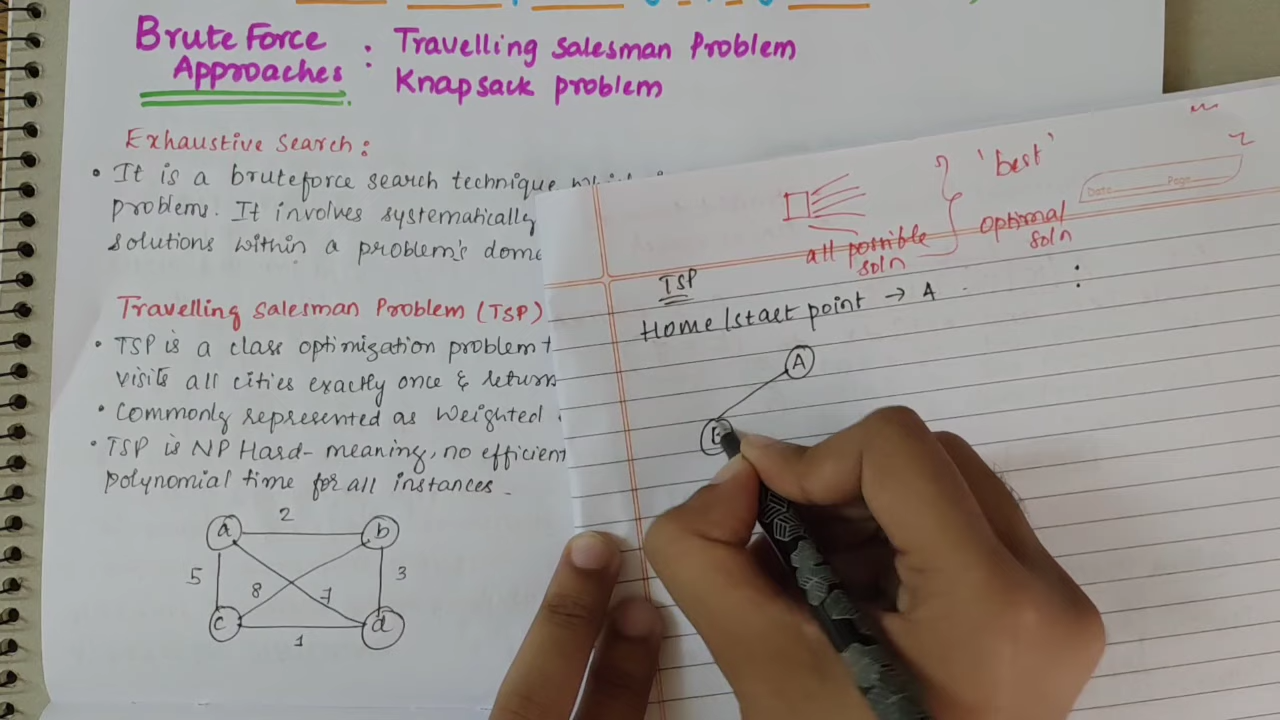 Brute Force : Travelling Salesman Problem
Approaches Knapsack problem
Exhaustive Search :
• It is a bruteforce search technique
problems. It involves systematically
solutions within a problem's
Travelling Salesman Problem (TSP)
• TSP is a class optimization problem
visits all cities exactly once &
• Commonly represented as Weighted
• TSP is NP Hard- meaning, no efficient
polynomial time for all instances.
a 2 b
5 8 7 3
c 1 d
'best'
Date Page
all possible soln
optimal soln
TSP
Home/start point → A
A
B